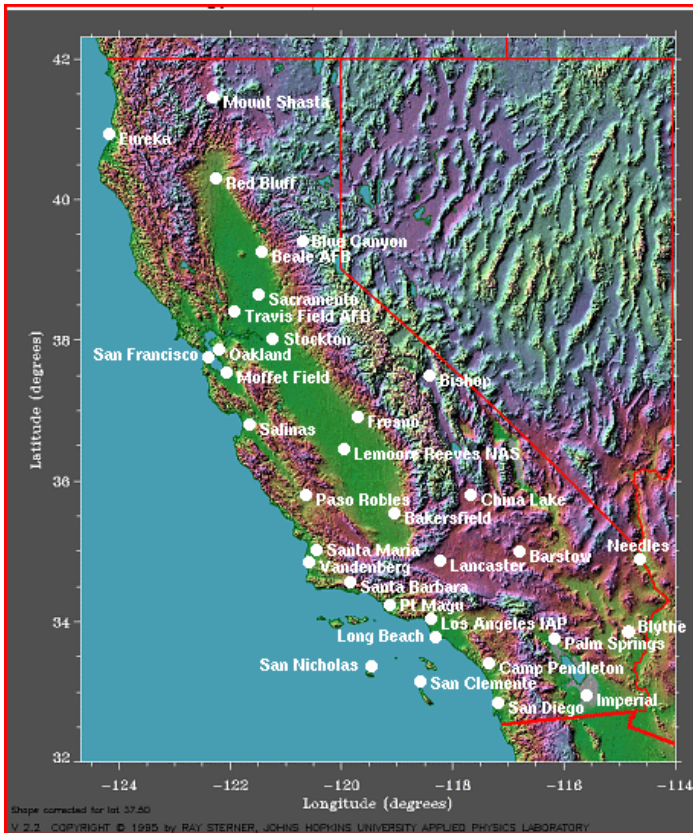 42
Mount Shasta
Eureka
40
Red Bluff
Blue Canyon
Beale AFB
Sacramento
Travis Field AFB
38
Stockton
San Francisco
Oakland
Moffet Field
Bishop
Fresno
Salinas
Lemoore Reeves NAS
36
Paso Robles
China Lake
Bakersfield
Needles
Santa Maria
Barstow
Vandenberg
Lancaster
Santa Barbara
34
Pt Magu
Los Angeles IAP
Blythe
Long Beach
Palm Springs
San Nicholas
Camp Pendleton
San Clemente
Imperial
San Diego
32
Latitude (degrees)
-124 -122 -120 -118 -116 -114
Longitude (degrees)
Shape corrected for lat 37.50
V 2.2 COPYRIGHT © 1995 by RAY STERNER, JOHNS HOPKINS UNIVERSITY APPLIED PHYSICS LABORATORY